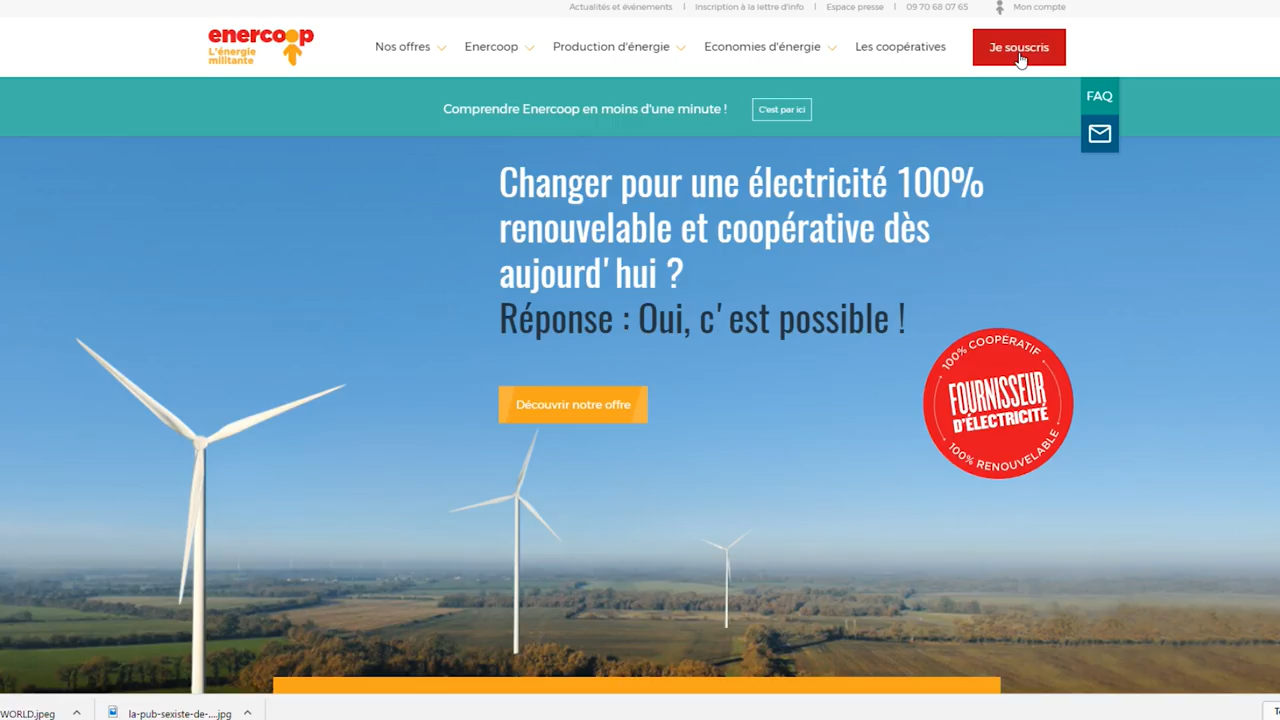 Actualités et événements
Inscription à la lettre d'info
Espace presse
09 70 68 07 65
Mon compte
enercoop
L'énergie
militante
Nos offres
Enercoop
Production d'énergie
Economies d'énergie
Les coopératives
Je souscris
FAQ
Comprendre Enercoop en moins d'une minute !
C'est par ici
Changer pour une électricité 100%
renouvelable et coopérative dès
aujourd'hui ?
Réponse : Oui, c'est possible !
Découvrir notre offre
100% COOPÉRATIF
FOURNISSEUR
D'ÉLECTRICITÉ
100% RENOUVELABLE
WORLD.jpeg
la-pub-sexiste-de-....jpg